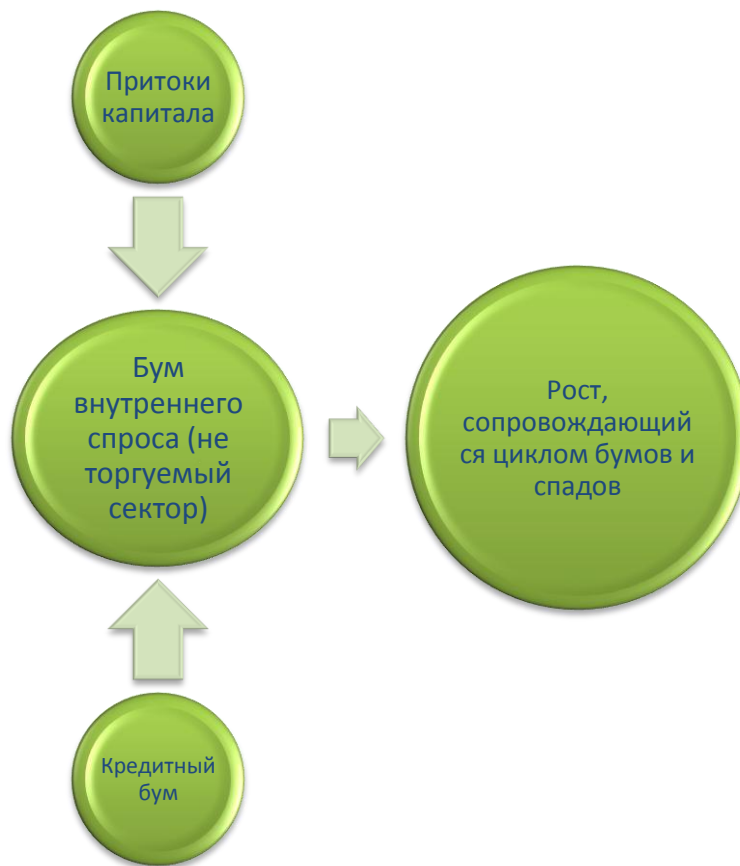 Притоки
капитала
Бум
внутреннего
спроса (не
торгуемый
сектор)
Рост,
сопровождающий
ся циклом бумов и
спадов
Кредитный
бум